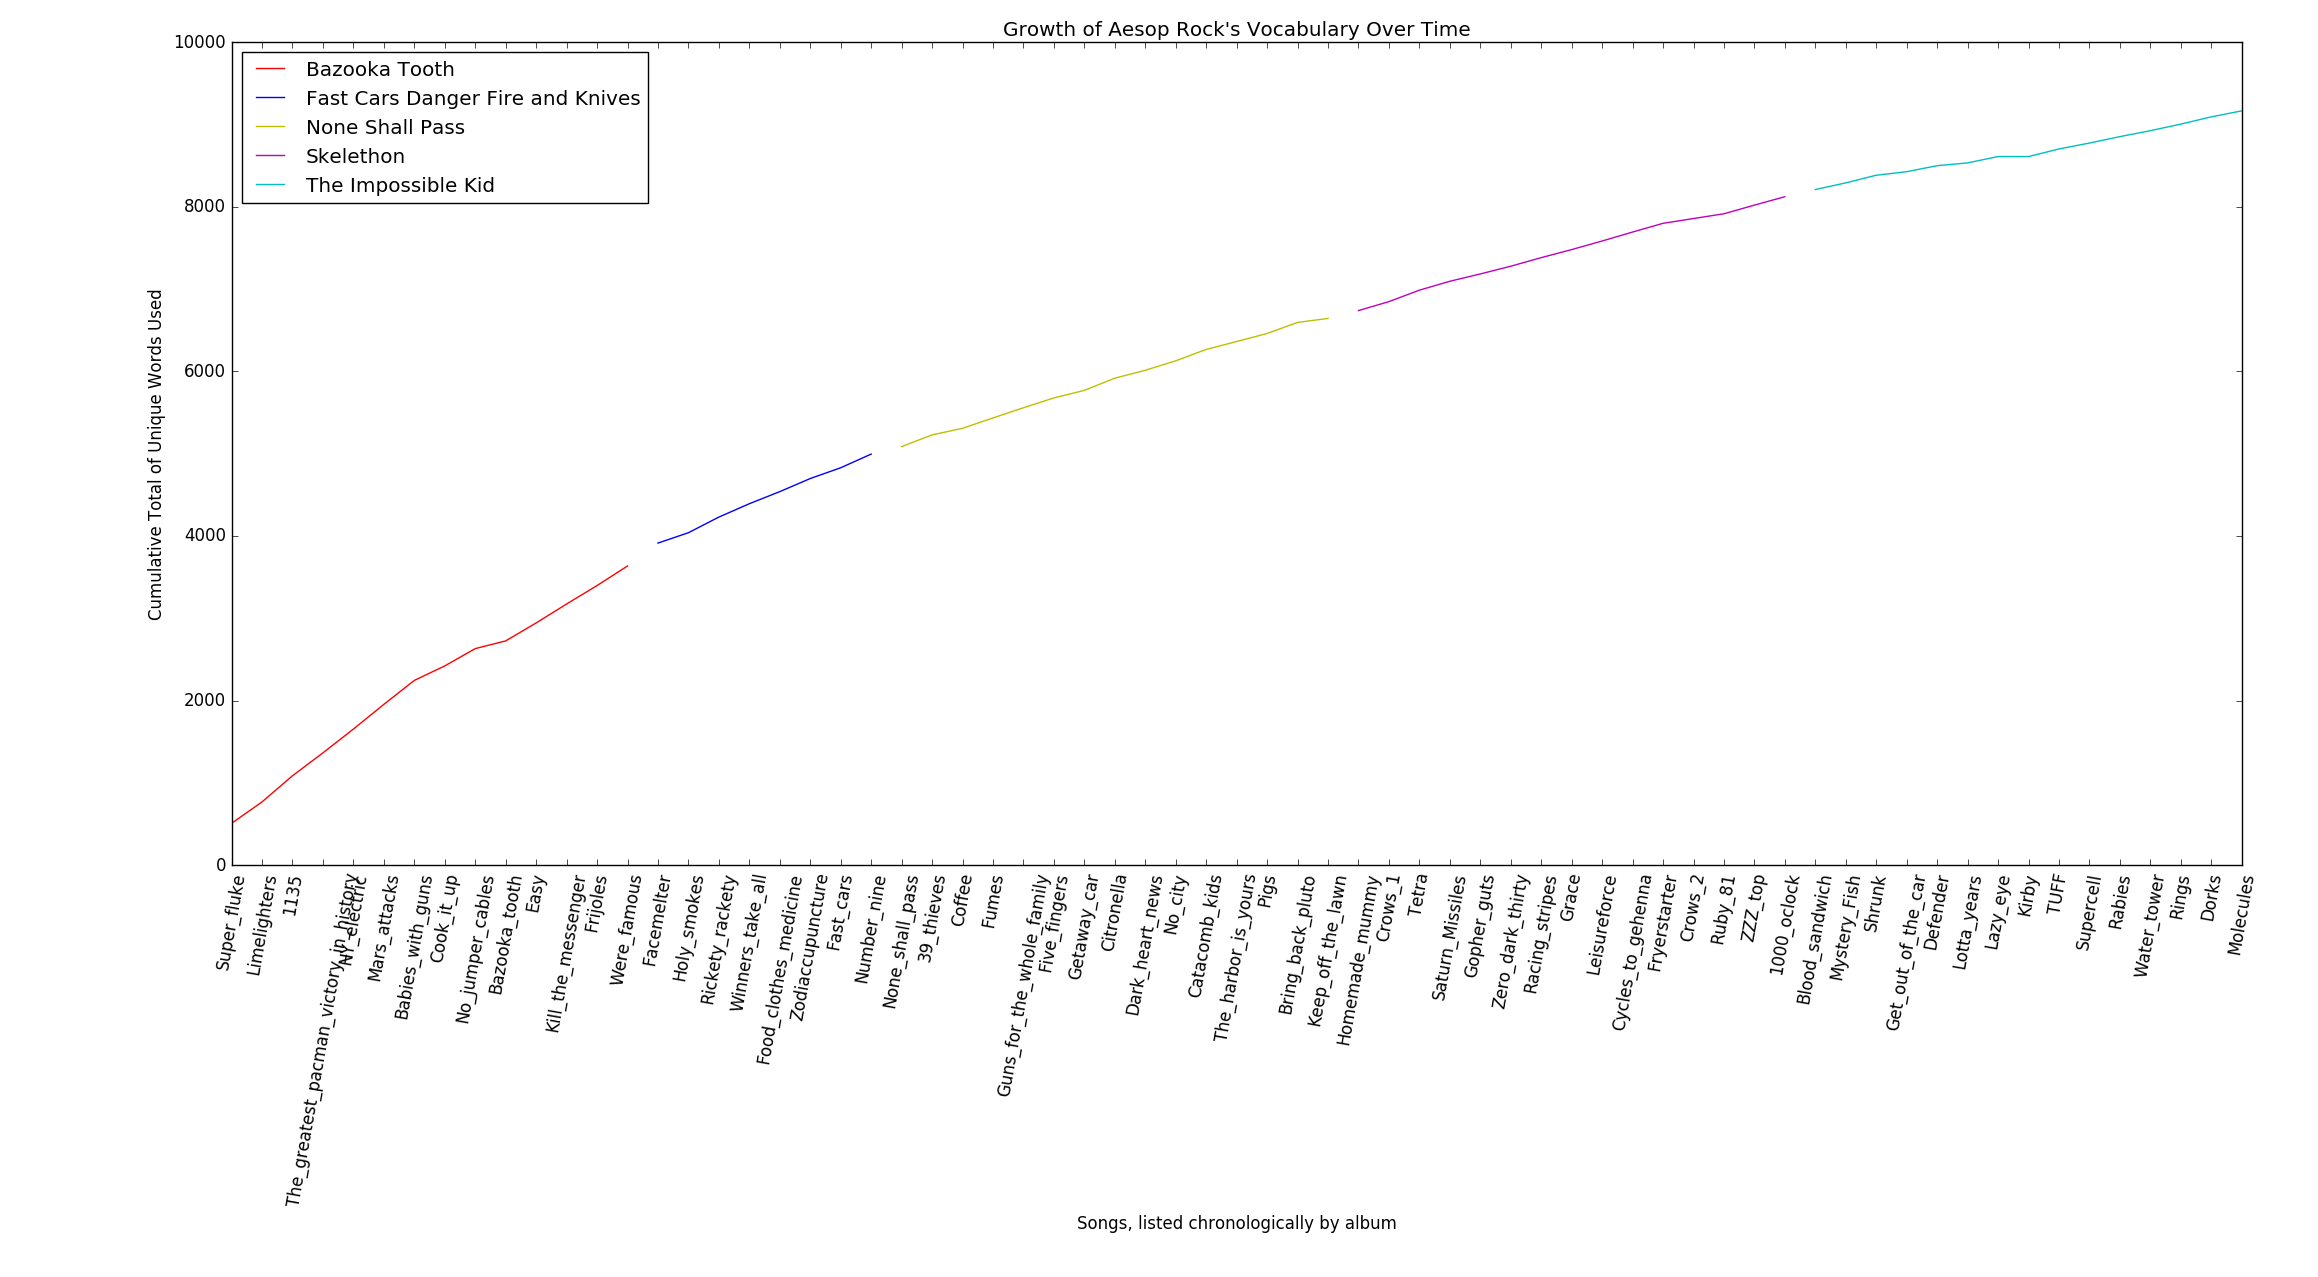 Growth of Aesop Rock's Vocabulary Over Time
Bazooka Tooth
Fast Cars Danger Fire and Knives
None Shall Pass
Skelethon
The Impossible Kid
Cumulative Total of Unique Words Used
10000
8000
6000
4000
2000
0
Super_fluke
Limelighters
1135
The_greatest_pacman_victory_in_history
NY_electric
Mars_attacks
Babies_with_guns
Cook_it_up
No_jumper_cables
Bazooka_tooth
Easy
Kill_the_messenger
Frijoles
Were_famous
Facemelter
Holy_smokes
Rickety_rackety
Winners_take_all
Food_clothes_medicine
Zodiaccupuncture
Fast_cars
Number_nine
None_shall_pass
39_thieves
Coffee
Fumes
Guns_for_the_whole_family
Five_fingers
Getaway_car
Citronella
Dark_heart_news
No_city
Catacomb_kids
The_harbor_is_yours
Pigs
Bring_back_pluto
Keep_off_the_lawn
Homemade_mummy
Crows_1
Tetra
Saturn_Missiles
Gopher_guts
Zero_dark_thirty
Racing_stripes
Grace
Leisureforce
Cycles_to_gehenna
Fryerstarter
Crows_2
Ruby_81
ZZZ_top
1000_oclock
Blood_sandwich
Mystery_Fish
Shrunk
Get_out_of_the_car
Defender
Lotta_years
Lazy_eye
Kirby
TUFF
Supercell
Rabies
Water_tower
Rings
Dorks
Molecules
Songs, listed chronologically by album